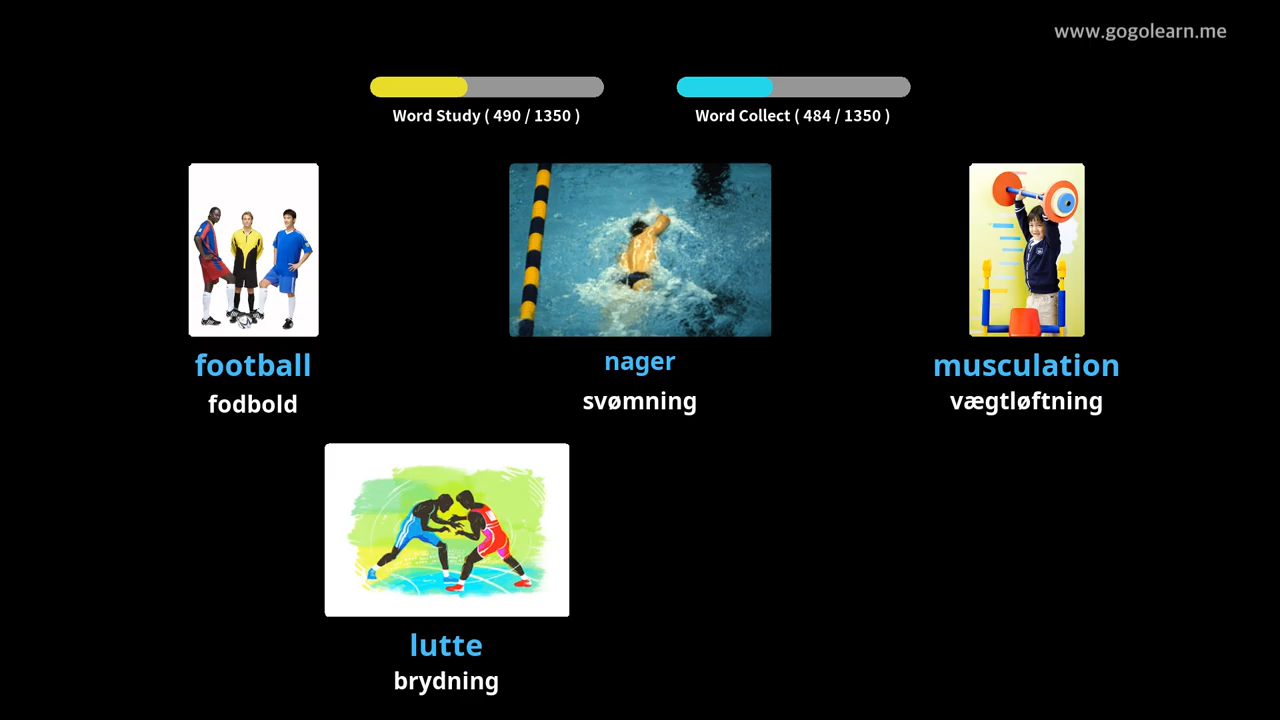 www.gogolearn.me
Word Study ( 490 / 1350 )
Word Collect ( 484 / 1350 )
football
fodbold
nager
svømning
musculation
vægtløftning
lutte
brydning